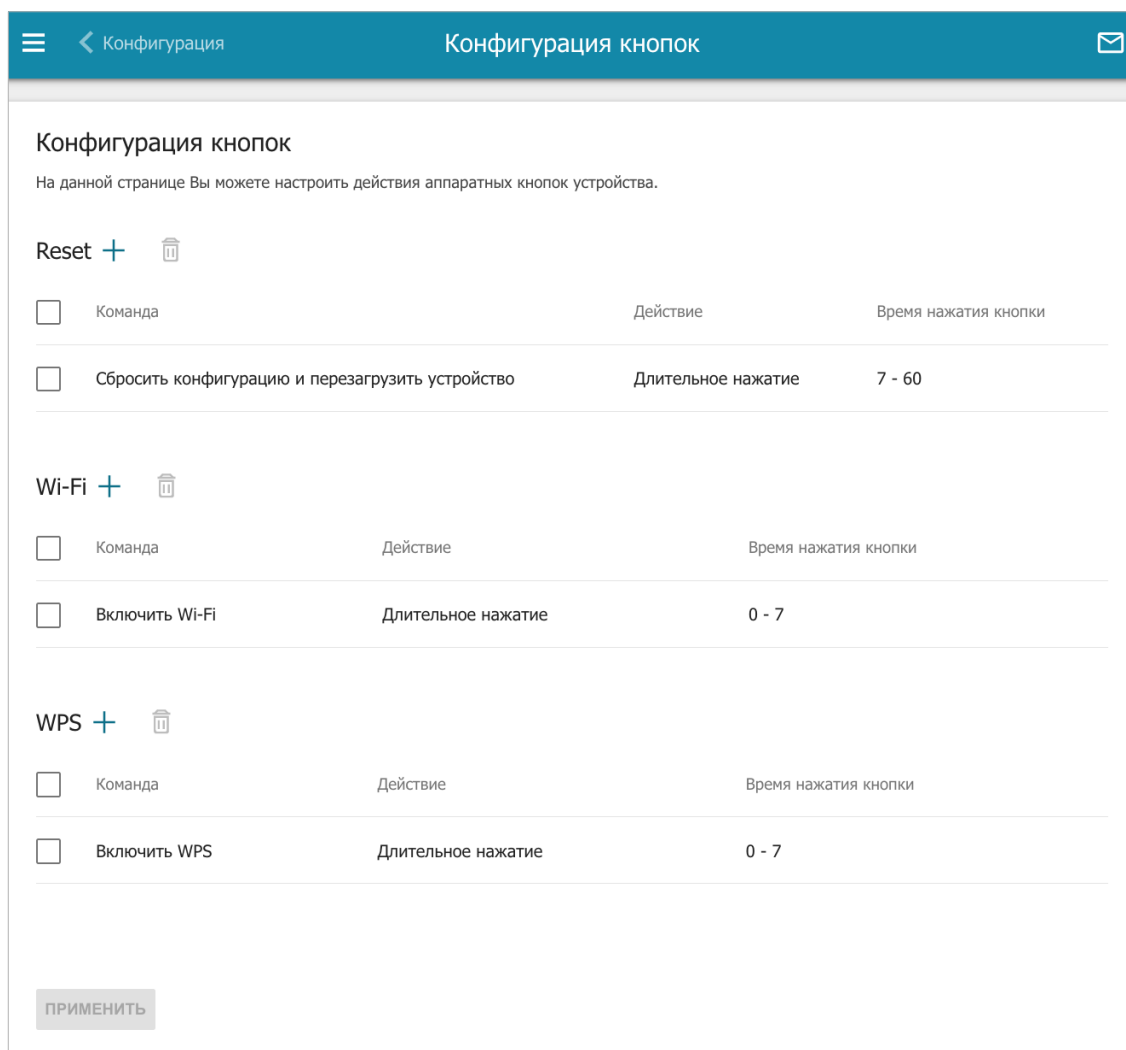 Конфигурация Конфигурация кнопок
Конфигурация кнопок
На данной странице Вы можете настроить действия аппаратных кнопок устройства.
Reset
Команда Действие Время нажатия кнопки
Сбросить конфигурацию и перезагрузить устройство Длительное нажатие 7 - 60
Wi-Fi
Команда Действие Время нажатия кнопки
Включить Wi-Fi Длительное нажатие 0 - 7
WPS
Команда Действие Время нажатия кнопки
Включить WPS Длительное нажатие 0 - 7
ПРИМЕНИТЬ